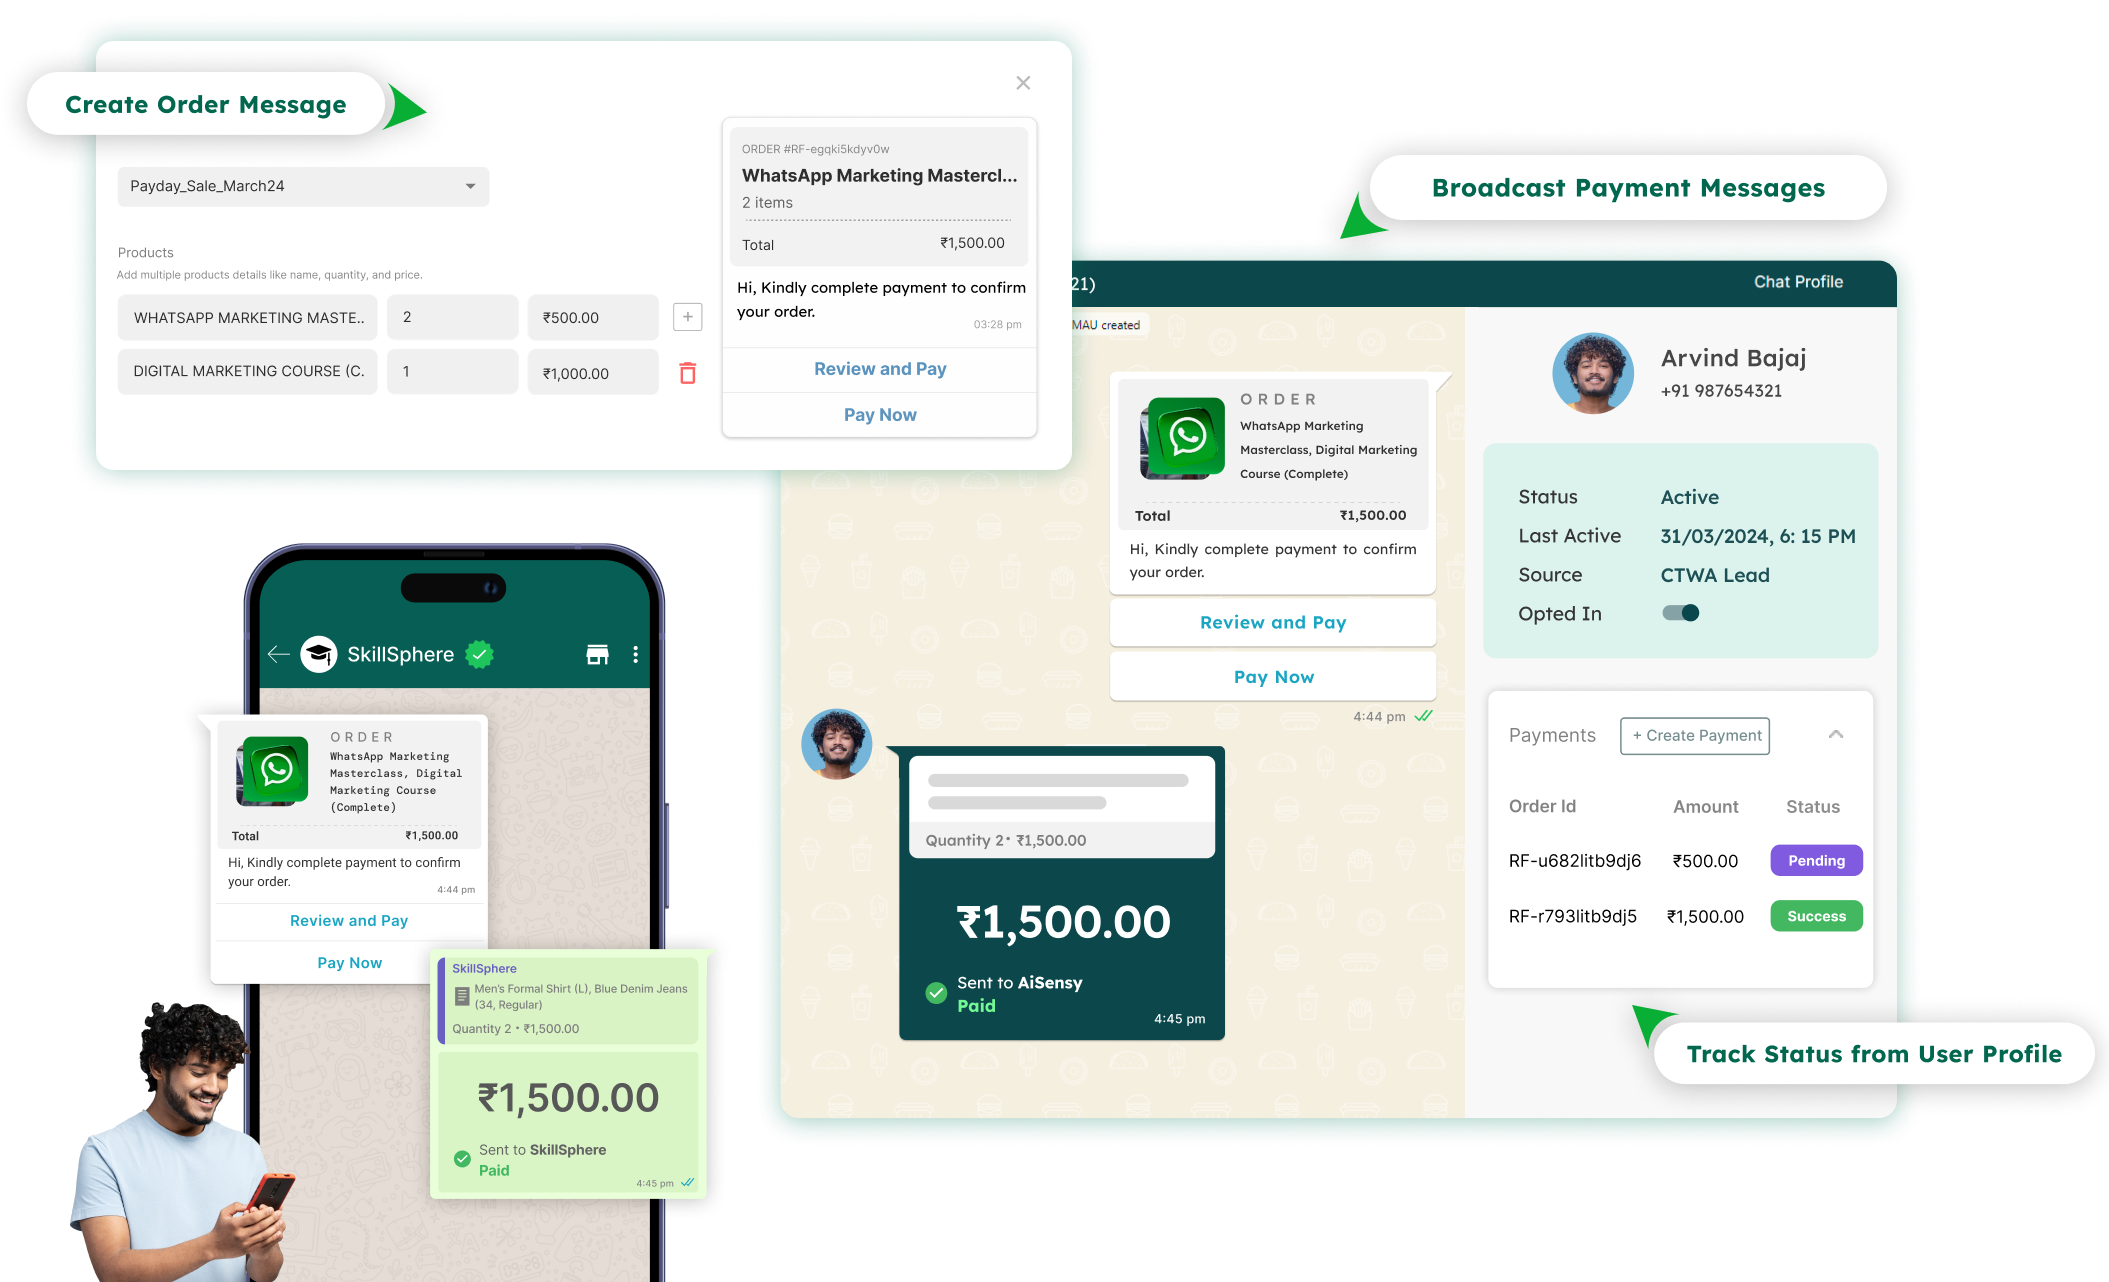 Create Order Message
Payday_Sale_March24
Products
Add multiple products details like name, quantity, and price.
WHATSAPP MARKETING MASTE.. 2 ₹500.00 +
DIGITAL MARKETING COURSE (C. 1 ₹1,000.00
ORDER #RF-egqki5kdyv0w
WhatsApp Marketing Mastercl...
2 items
Total ₹1,500.00
Hi, Kindly complete payment to confirm
your order.
03:28 pm
Review and Pay
Pay Now
Broadcast Payment Messages
21)
Chat Profile
MAU created
ORDER
WhatsApp Marketing
Masterclass, Digital Marketing
Course (Complete)
Total ₹1,500.00
Hi, Kindly complete payment to confirm
your order.
Review and Pay
Pay Now
4:44 pm
Quantity 2• ₹1,500.00
₹1,500.00
Sent to AiSensy
Paid
4:45 pm
Arvind Bajaj
+91 987654321
Status Active
Last Active 31/03/2024, 6: 15 PM
Source CTWA Lead
Opted In
Payments + Create Payment
Order Id Amount Status
RF-u682litb9dj6 ₹500.00 Pending
RF-r793litb9dj5 ₹1,500.00 Success
Track Status from User Profile
SkillSphere
ORDER
WhatsApp Marketing
Masterclass, Digital
Marketing Course
(Complete)
Total ₹1,500.00
Hi, Kindly complete payment to confirm
your order.
4:44 pm
Review and Pay
Pay Now
SkillSphere
Men's Formal Shirt (L), Blue Denim Jeans
(34, Regular)
Quantity 2 • ₹1,500.00
₹1,500.00
Sent to SkillSphere
Paid
4:45 pm